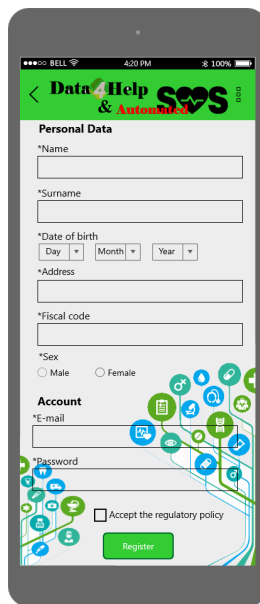 BELL 4:20 PM 100%
Data4Help
& Automated SOS
Personal Data
*Name
*Surname
*Date of birth
Day Month Year
*Address
*Fiscal code
*Sex
Male Female
Account
*E-mail
*Password
Accept the regulatory policy
Register